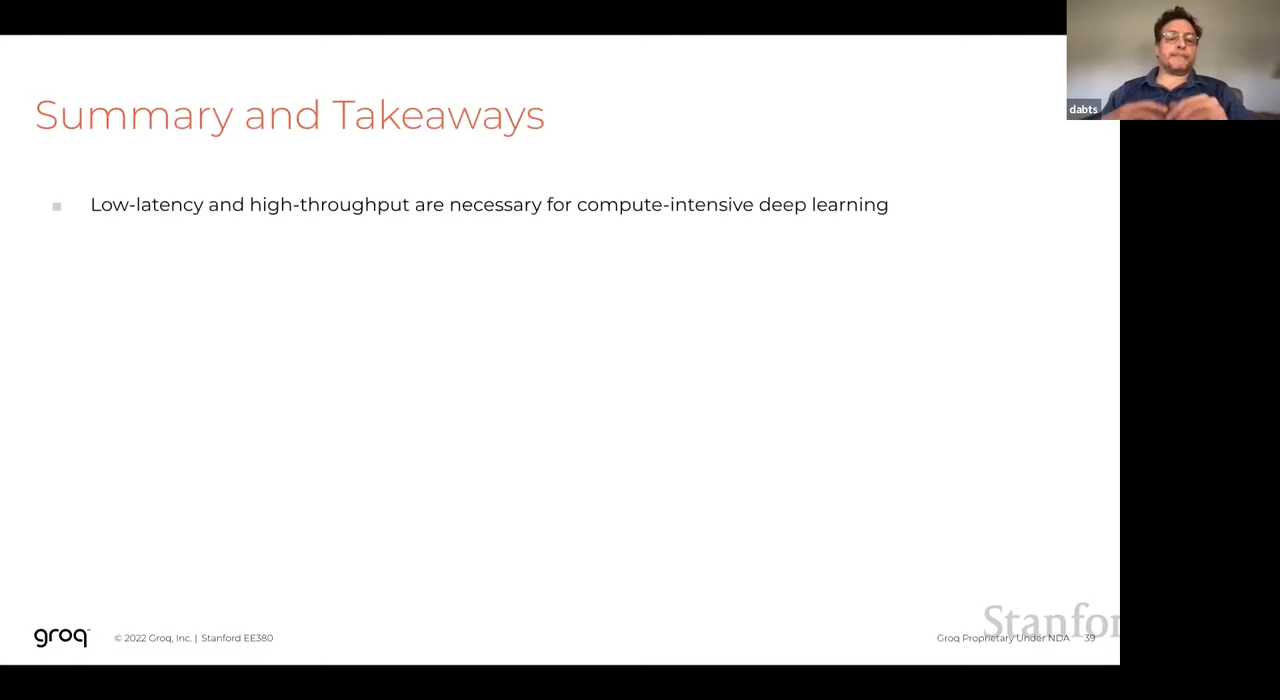 dabts
Summary and Takeaways
Low-latency and high-throughput are necessary for compute-intensive deep learning
groq™ © 2022 Groq, Inc. | Stanford EE380
Stanfor
Groq Proprietary Under NDA 39